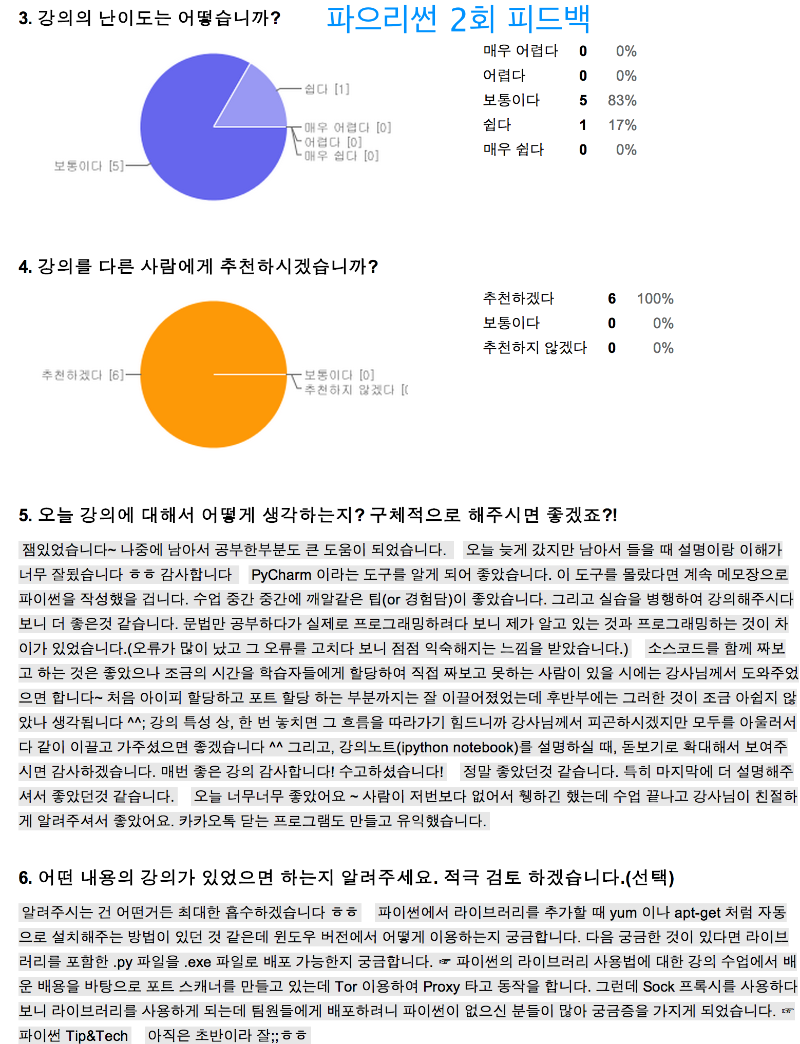 3. 강의의 난이도는 어떻습니까?
파으리썬 2회 피드백
쉽다 [1]
매우 어렵다 [0]
어렵다 [0]
매우 쉽다 [0]
보통이다 [5]
매우 어렵다 0 0%
어렵다 0 0%
보통이다 5 83%
쉽다 1 17%
매우 쉽다 0 0%
4. 강의를 다른 사람에게 추천하시겠습니까?
추천하겠다 [6]
보통이다 [0]
추천하지 않겠다 [0
추천하겠다 6 100%
보통이다 0 0%
추천하지 않겠다 0 0%
5. 오늘 강의에 대해서 어떻게 생각하는지? 구체적으로 해주시면 좋겠죠?!
잼있었습니다~ 나중에 남아서 공부한부분도 큰 도움이 되었습니다. 오늘 늦게 갔지만 남아서 들을 때 설명이랑 이해가
너무 잘됬습니다 ㅎㅎ 감사합니다 PyCharm 이라는 도구를 알게 되어 좋았습니다. 이 도구를 몰랐다면 계속 메모장으로
파이썬을 작성했을 겁니다. 수업 중간 중간에 깨알같은 팁(or 경험담)이 좋았습니다. 그리고 실습을 병행하여 강의해주시다
보니 더 좋은것 같습니다. 문법만 공부하다가 실제로 프로그래밍하려다 보니 제가 알고 있는 것과 프로그래밍하는 것이 차
이가 있었습니다.(오류가 많이 났고 그 오류를 고치다 보니 점점 익숙해지는 느낌을 받았습니다.) 소스코드를 함께 짜보
고 하는 것은 좋았으나 조금의 시간을 학습자들에게 할당하여 직접 짜보고 못하는 사람이 있을 시에는 강사님께서 도와주었
으면 합니다~ 처음 아이피 할당하고 포트 할당 하는 부분까지는 잘 이끌어졌었는데 후반부에는 그러한 것이 조금 아쉽지 않
았나 생각됩니다 ^^; 강의 특성 상, 한 번 놓치면 그 흐름을 따라가기 힘드니까 강사님께서 피곤하시겠지만 모두를 아울러서
다 같이 이끌고 가주셨으면 좋겠습니다 ^^ 그리고, 강의노트(ipython notebook)를 설명하실 때, 돋보기로 확대해서 보여주
시면 감사하겠습니다. 매번 좋은 강의 감사합니다! 수고하셨습니다! 정말 좋았던것 같습니다. 특히 마지막에 더 설명해주
셔서 좋았던것 같습니다. 오늘 너무너무 좋았어요 ~ 사람이 저번보다 없어서 휑하긴 했는데 수업 끝나고 강사님이 친절하
게 알려주셔서 좋았어요. 카카오톡 닫는 프로그램도 만들고 유익했습니다.
6. 어떤 내용의 강의가 있었으면 하는지 알려주세요. 적극 검토 하겠습니다.(선택)
알려주시는 건 어떤거든 최대한 흡수하겠습니다 ㅎㅎ 파이썬에서 라이브러리를 추가할 때 yum 이나 apt-get 처럼 자동
으로 설치해주는 방법이 있던 것 같은데 윈도우 버전에서 어떻게 이용하는지 궁금합니다. 다음 궁금한 것이 있다면 라이브
러리를 포함한 .py 파일을 .exe 파일로 배포 가능한지 궁금합니다. ☞ 파이썬의 라이브러리 사용법에 대한 강의 수업에서 배
운 배용을 바탕으로 포트 스캐너를 만들고 있는데 Tor 이용하여 Proxy 타고 동작을 합니다. 그런데 Sock 프록시를 사용하다
보니 라이브러리를 사용하게 되는데 팀원들에게 배포하려니 파이썬이 없으신 분들이 많아 궁금증을 가지게 되었습니다. ☞
파이썬 Tip&Tech 아직은 초반이라 잘;;ㅎㅎ